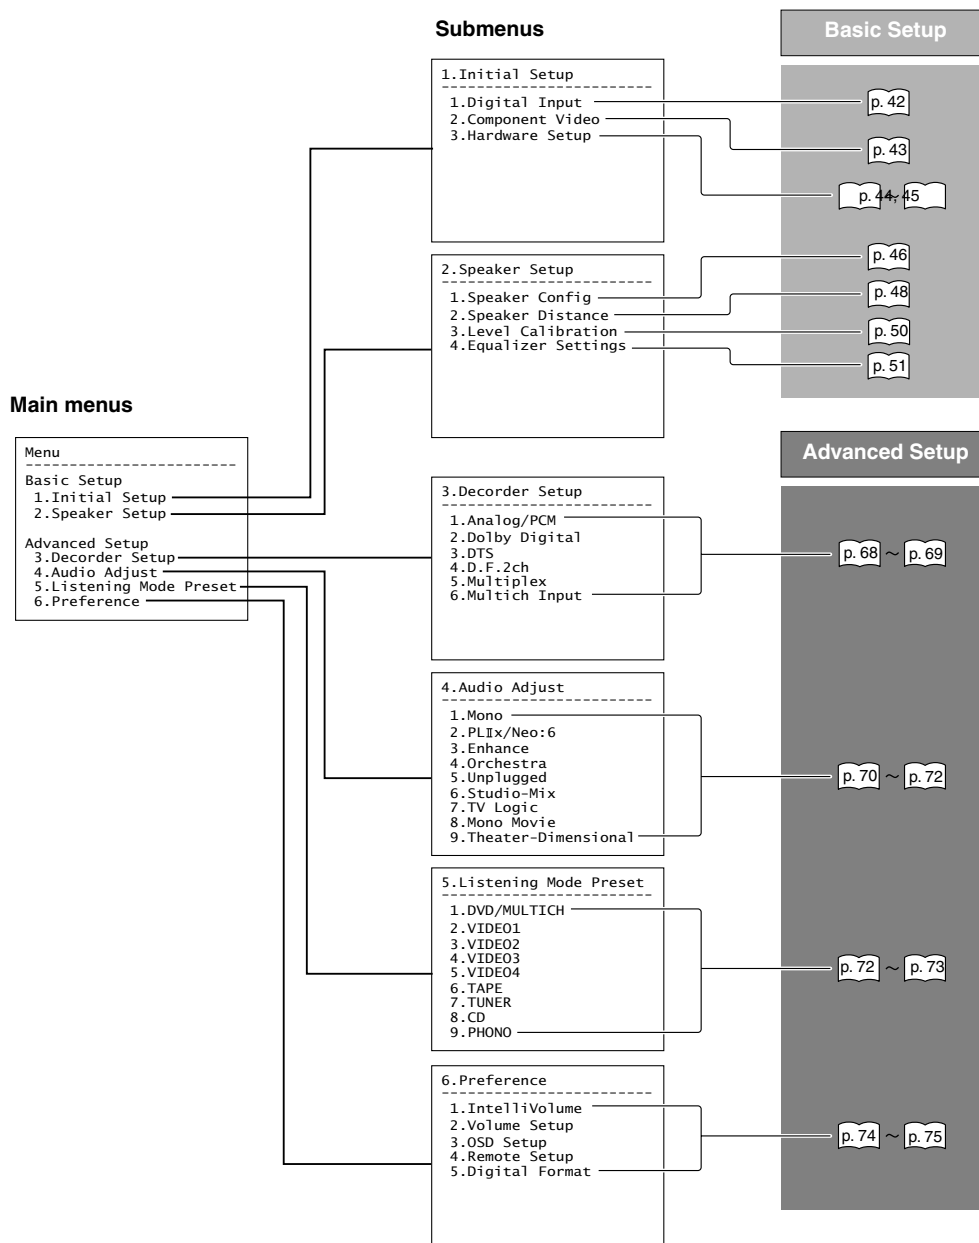 Submenus
Basic Setup
1.Initial Setup
1.Digital Input
2.Component Video
3.Hardware Setup
p. 42
p. 43
p. 44, 45
~
2.Speaker Setup
1.Speaker Config
2.Speaker Distance
3.Level Calibration
4.Equalizer Settings
p. 46
p. 48
p. 50
p. 51
Main menus
Menu
Basic Setup
1.Initial Setup
2.Speaker Setup
Advanced Setup
3.Decorder Setup
4.Audio Adjust
5.Listening Mode Preset
6.Preference
Advanced Setup
3.Decorder Setup
1.Analog/PCM
2.Dolby Digital
3.DTS
4.D.F.2ch
5.Multiplex
6.Multich Input
p. 68 ~ p. 69
4.Audio Adjust
1.Mono
2.PLⅡx/Neo:6
3.Enhance
4.Orchestra
5.Unplugged
6.Studio-Mix
7.TV Logic
8.Mono Movie
9.Theater-Dimensional
p. 70 ~ p. 72
5.Listening Mode Preset
1.DVD/MULTICH
2.VIDEO1
3.VIDEO2
4.VIDEO3
5.VIDEO4
6.TAPE
7.TUNER
8.CD
9.PHONO
p. 72 ~ p. 73
6.Preference
1.IntelliVolume
2.Volume Setup
3.OSD Setup
4.Remote Setup
5.Digital Format
p. 74 ~ p. 75